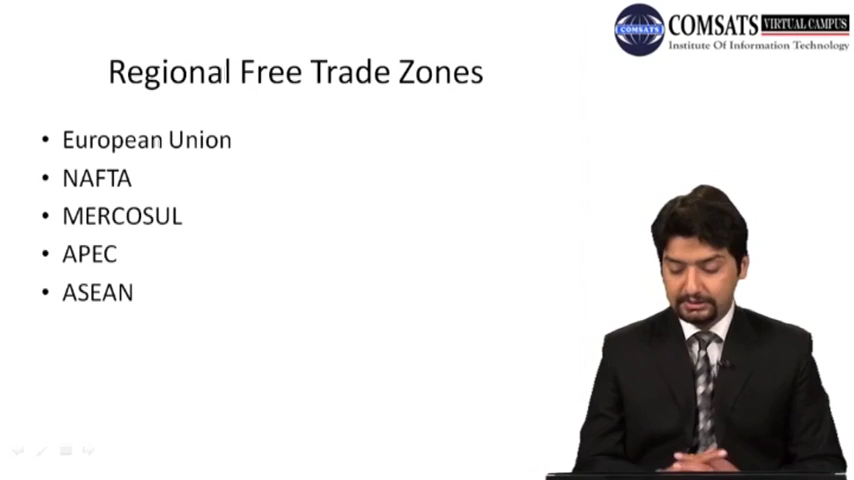 COMSATS VIRTUAL CAMPUS
COMSATS Institute Of Information Technology
Regional Free Trade Zones
• European Union
• NAFTA
• MERCOSUL
• APEC
• ASEAN